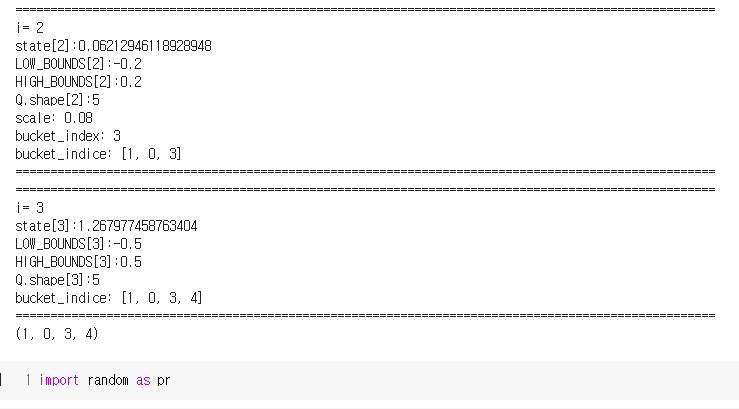 ====================================================================================================
i= 2
state[2]:0.06212946118928948
LOW_BOUNDS[2]:-0.2
HIGH_BOUNDS[2]:0.2
Q.shape[2]:5
scale: 0.08
bucket_index: 3
bucket_indice: [1, 0, 3]
====================================================================================================
====================================================================================================
i= 3
state[3]:1.267977458763404
LOW_BOUNDS[3]:-0.5
HIGH_BOUNDS[3]:0.5
Q.shape[3]:5
bucket_indice: [1, 0, 3, 4]
====================================================================================================
(1, 0, 3, 4)
1 import random as pr